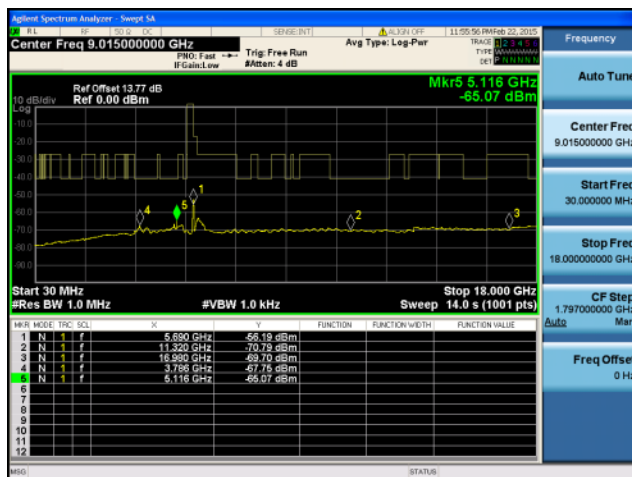 Agilent Spectrum Analyzer - Swept SA
RL RF 50 Ω DC SENSE:INT ALIGN OFF 11:55:56 PM Feb 22, 2015
Center Freq 9.015000000 GHz
PNO: Fast
IFGain:Low
Trig: Free Run
#Atten: 4 dB
Avg Type: Log-Pwr
TRACE 1 2 3 4 5 6
TYPE
DET P N N N N N
Ref Offset 13.77 dB
Ref 0.00 dBm
Mkr5 5.116 GHz
-65.07 dBm
10 dB/div
Log
-10.0
-20.0
-30.0
-40.0
-50.0
-60.0
-70.0
-80.0
-90.0
1
2
3
4
5
Start 30 MHz
Stop 18.000 GHz
#Res BW 1.0 MHz
#VBW 1.0 kHz
Sweep 14.0 s (1001 pts)
MKR MODE TRC SCL X Y FUNCTION FUNCTION WIDTH FUNCTION VALUE
1 N 1 f 5.690 GHz -56.19 dBm
2 N 1 f 11.320 GHz -70.79 dBm
3 N 1 f 16.980 GHz -69.70 dBm
4 N 1 f 3.786 GHz -67.75 dBm
5 N 1 f 5.116 GHz -65.07 dBm
6
7
8
9
10
11
12
MSG
STATUS
Frequency
Auto Tune
Center Freq
9.015000000 GHz
Start Freq
30.000000 MHz
Stop Freq
18.000000000 GHz
CF Step
1.797000000 GHz
Auto Man
Freq Offset
0 Hz